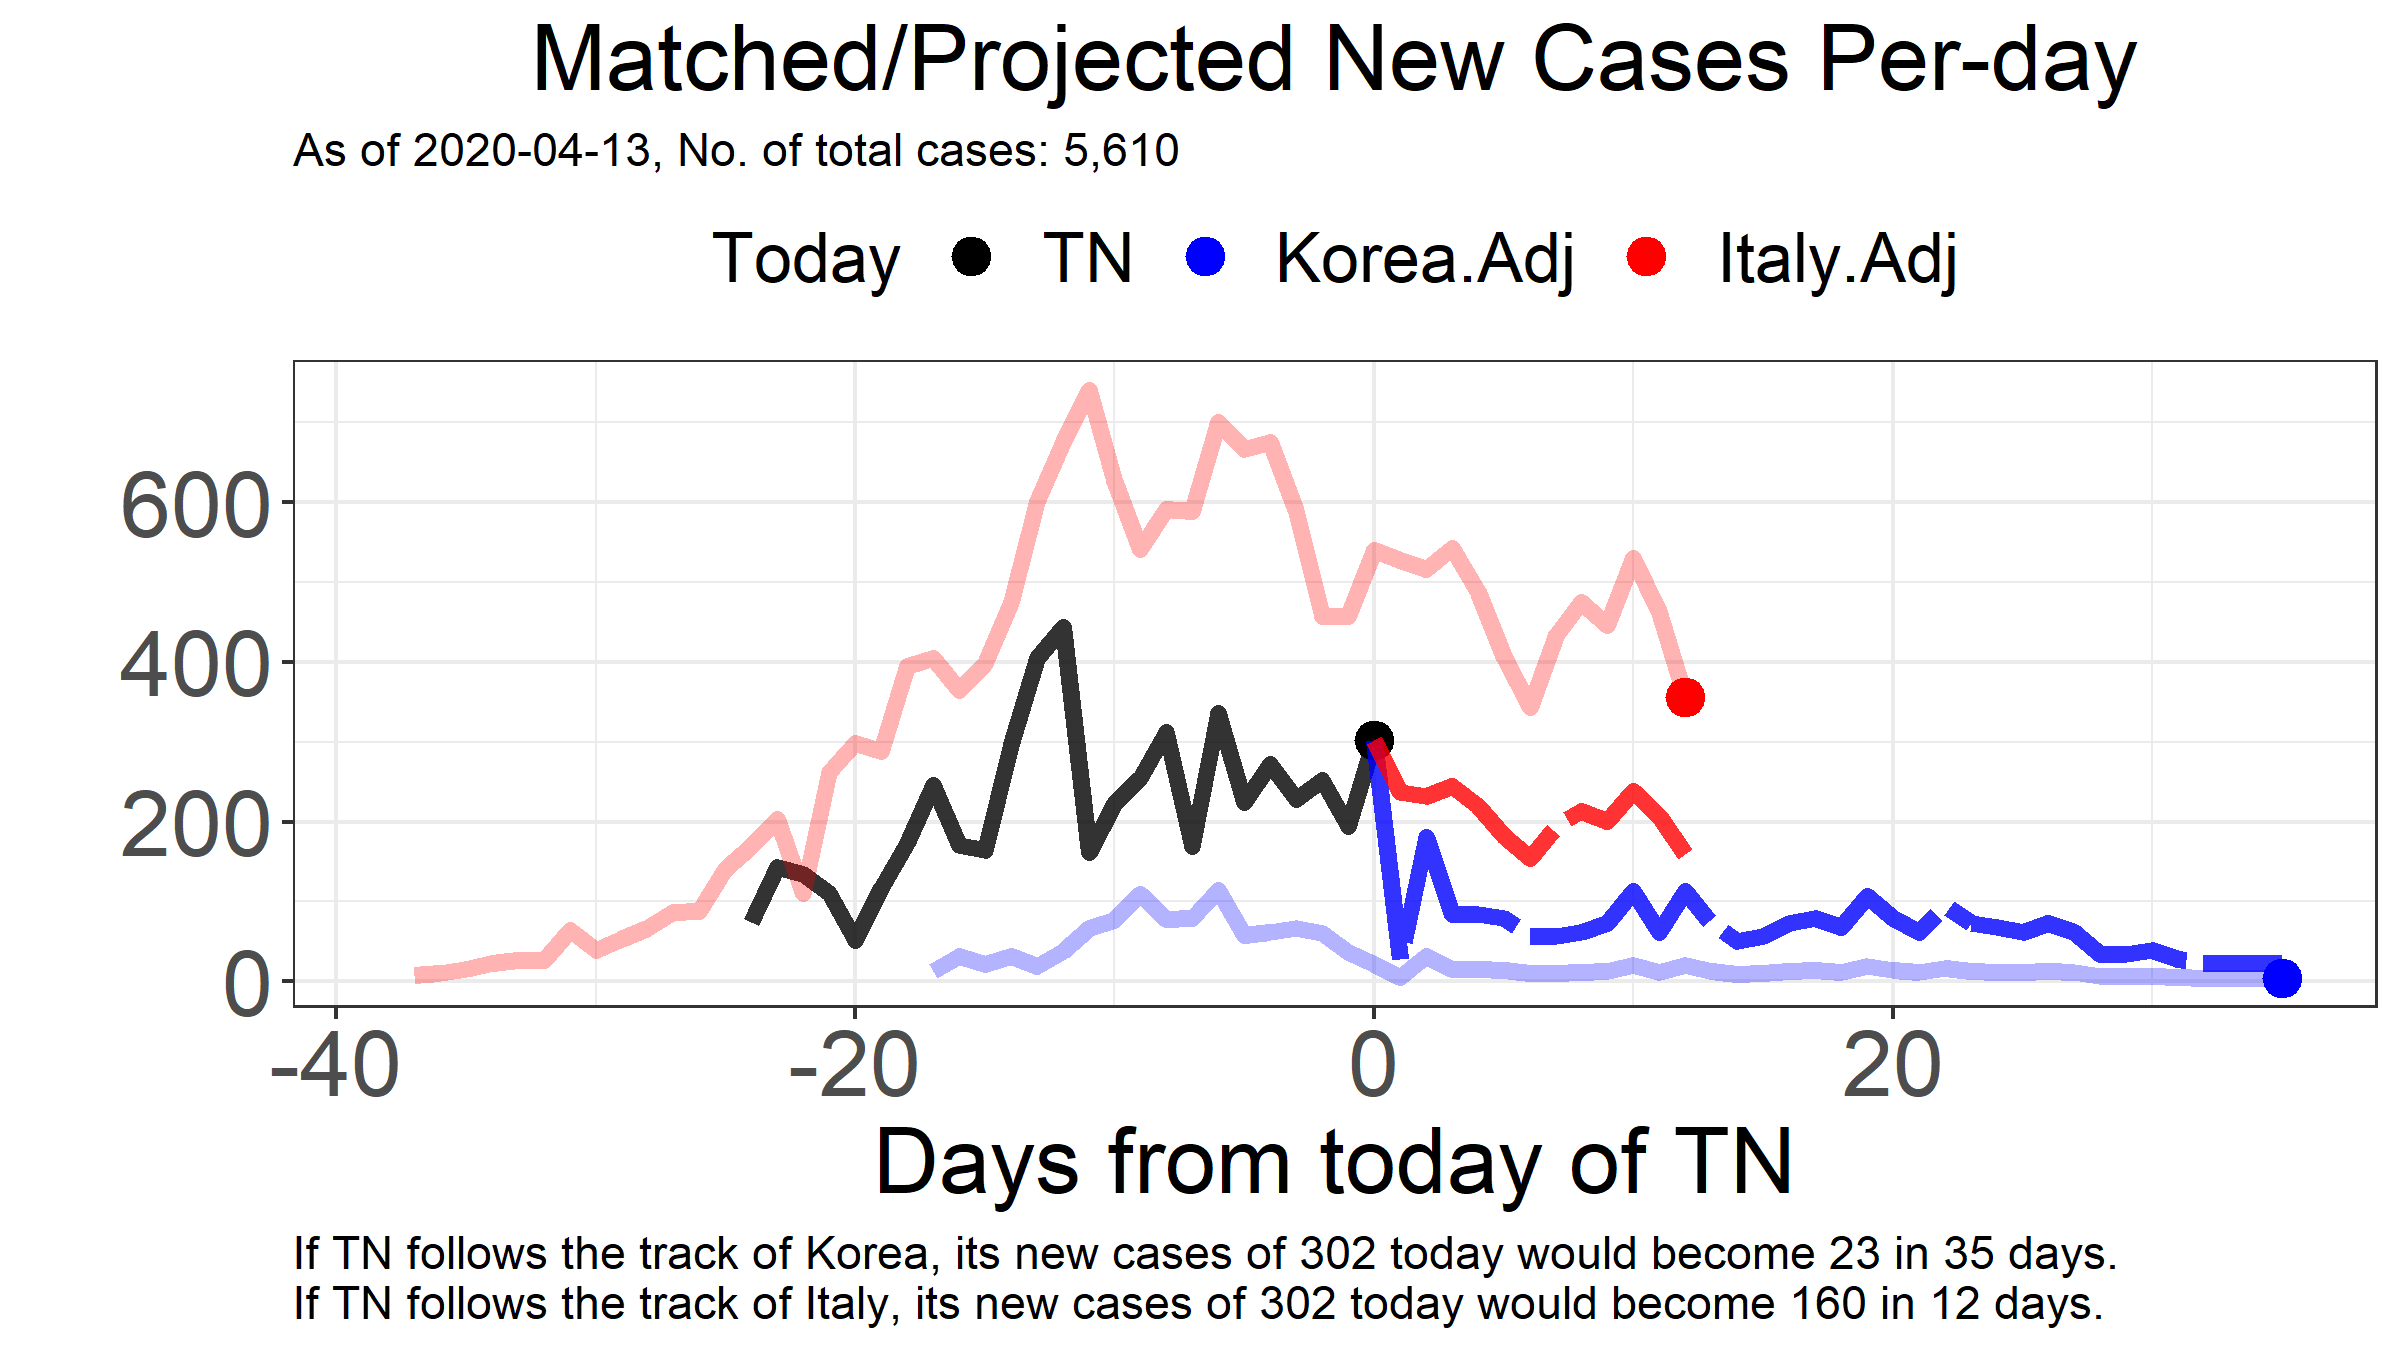 Matched/Projected New Cases Per-day
As of 2020-04-13, No. of total cases: 5,610
Today TN Korea.Adj Italy.Adj
600
400
200
0
-40 -20 0 20
Days from today of TN
If TN follows the track of Korea, its new cases of 302 today would become 23 in 35 days.
If TN follows the track of Italy, its new cases of 302 today would become 160 in 12 days.